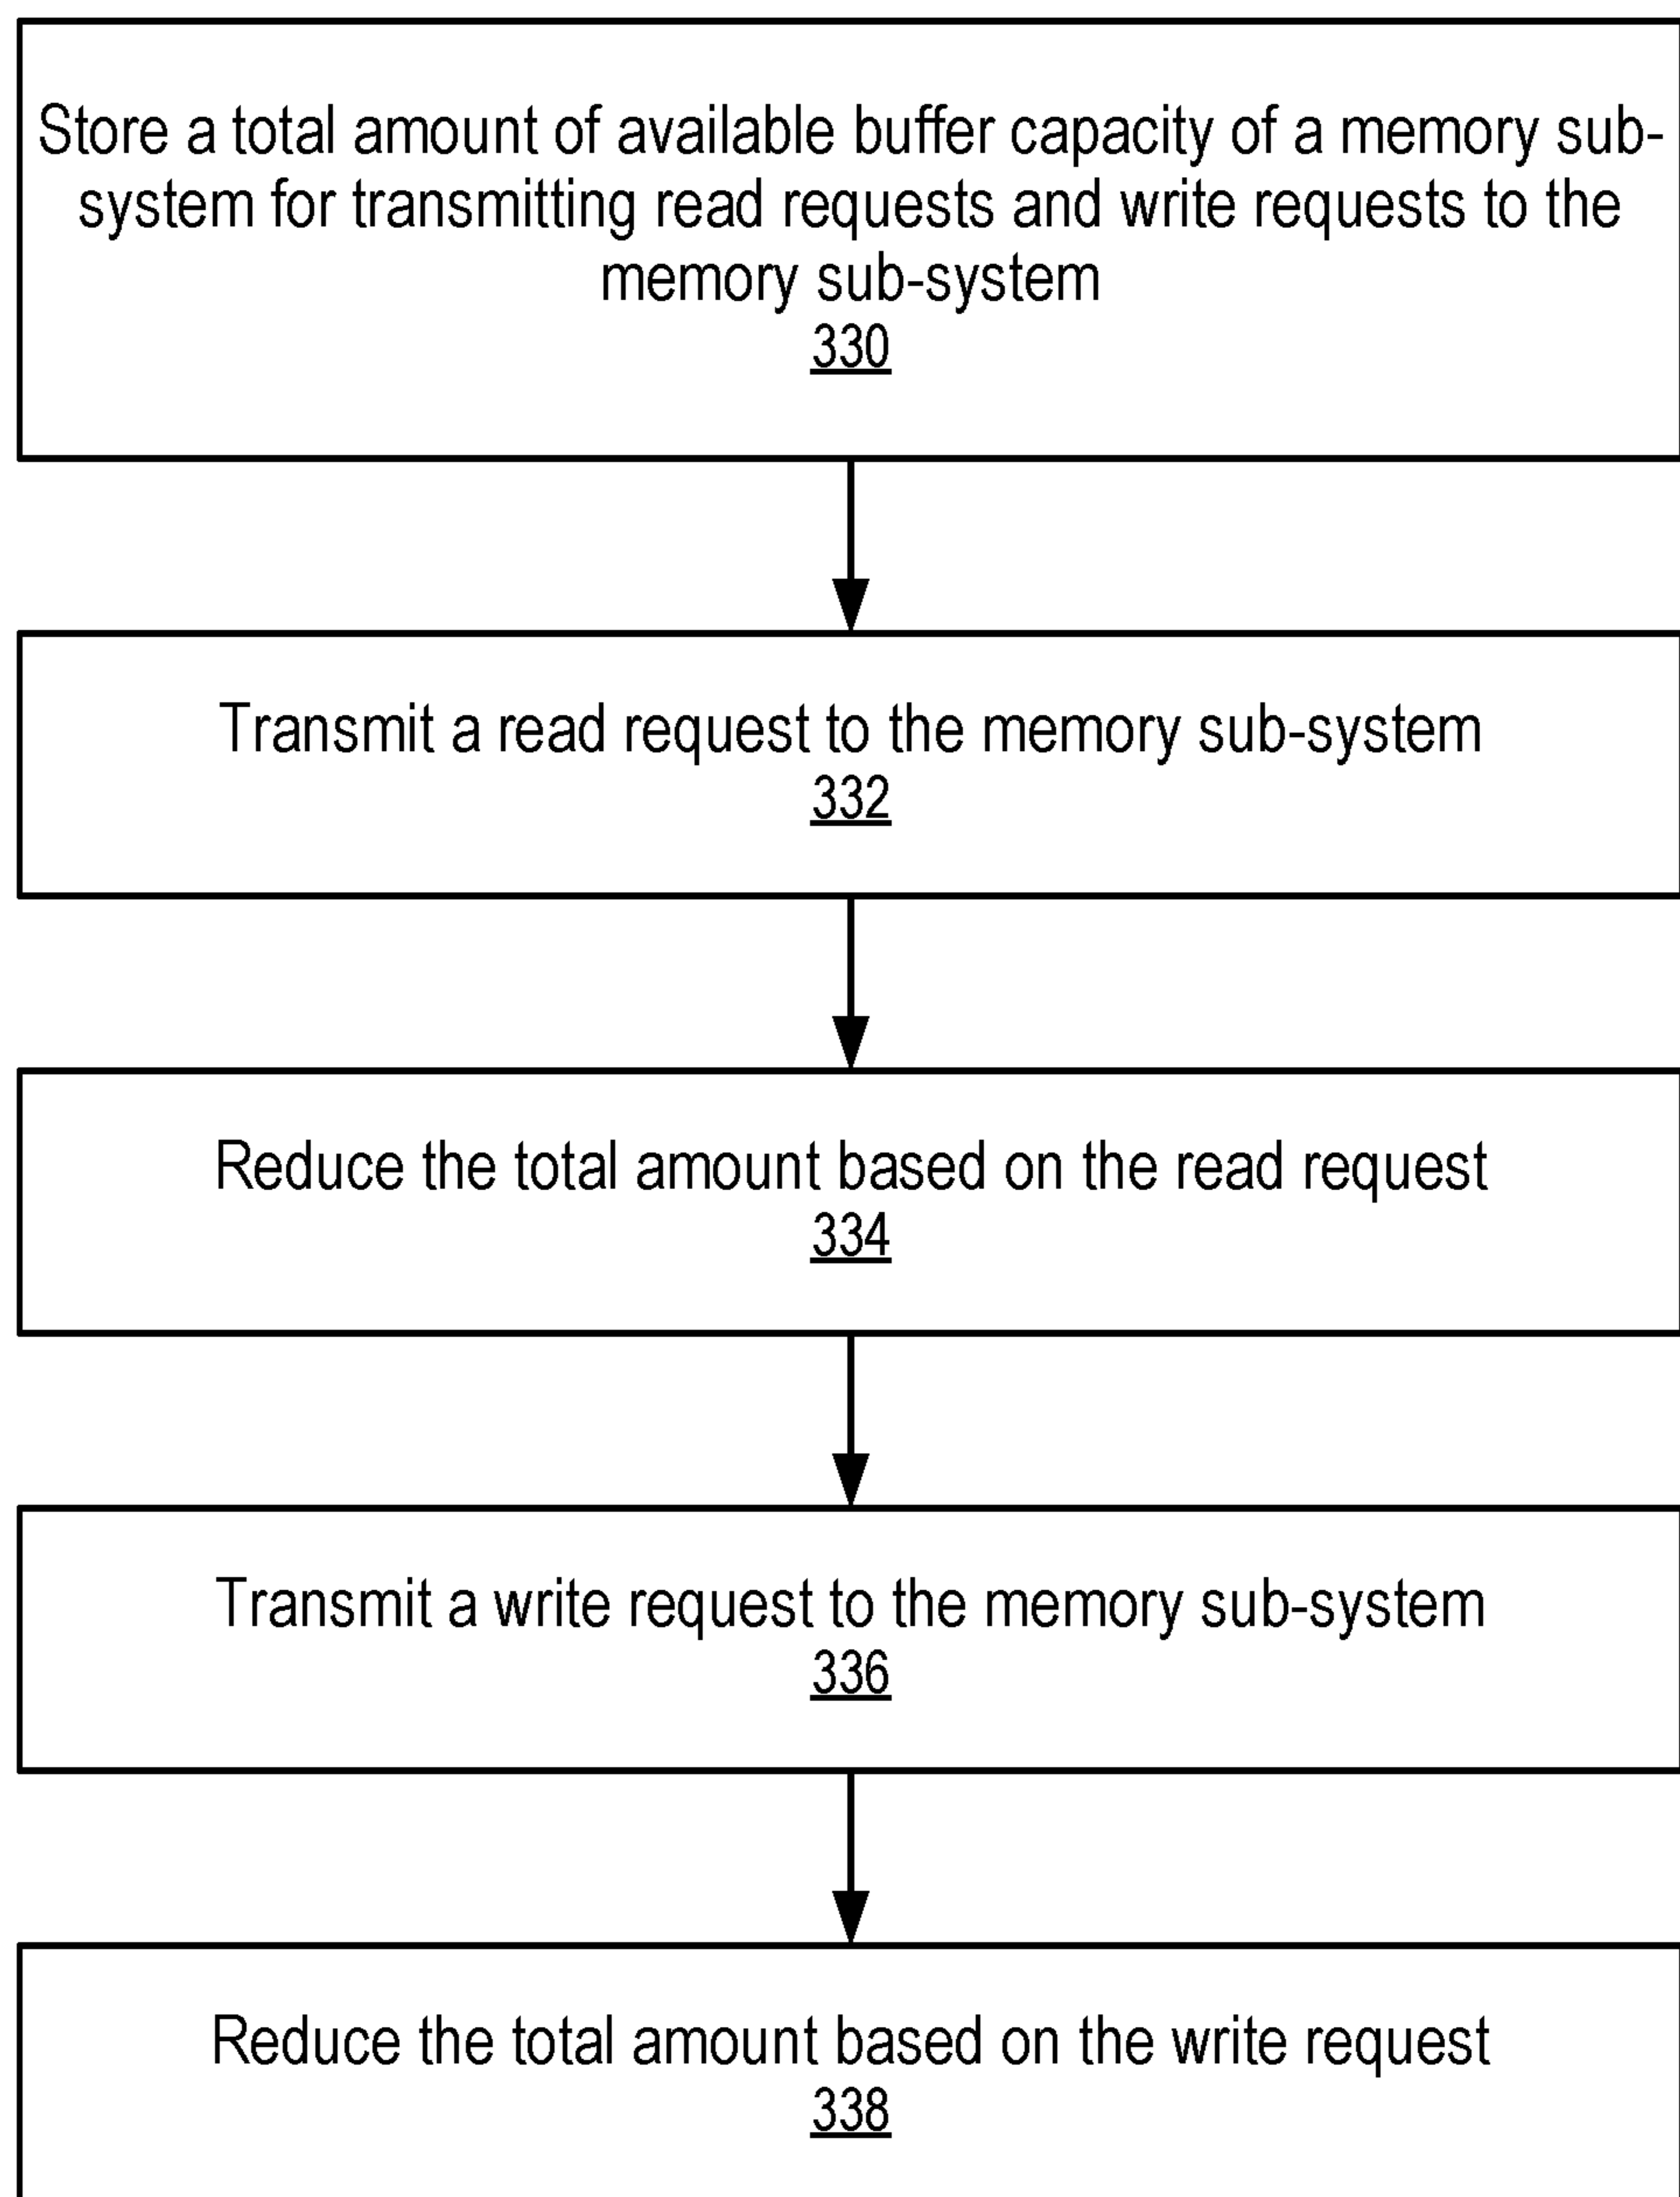 Store a total amount of available buffer capacity of a memory sub-
system for transmitting read requests and write requests to the
memory sub-system
330
Transmit a read request to the memory sub-system
332
Reduce the total amount based on the read request
334
Transmit a write request to the memory sub-system
336
Reduce the total amount based on the write request
338